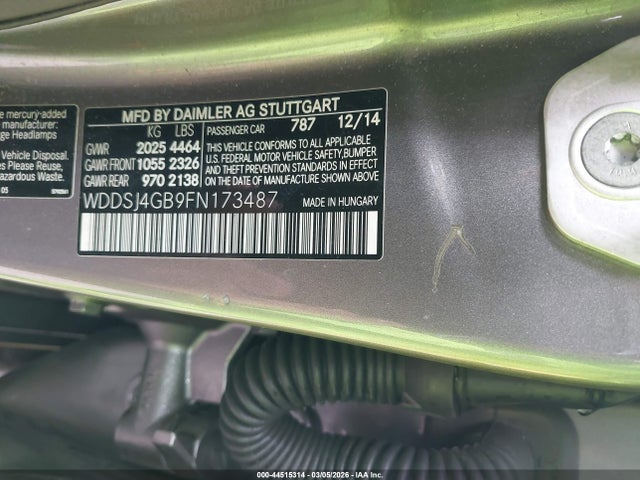 e mercury-added
manufacturer:
ge Headlamps
Vehicle Disposal.
es Please Reuse,
azardous Waste.
03
MFD BY DAIMLER AG STUTTGART
KG LBS PASSENGER CAR 787 12/14
GVWR 2025 4464
GAWR FRONT 1055 2326
GAWR REAR 970 2138
THIS VEHICLE CONFORMS TO ALL APPLICABLE
U.S. FEDERAL MOTOR VEHICLE SAFETY, BUMPER
AND THEFT PREVENTION STANDARDS IN EFFECT
ON THE DATE OF MANUFACTURE SHOWN ABOVE.
WDDSJ4GB9FN173487 MADE IN HUNGARY
000-44515314 | 03/05/2026 | IAA Inc.